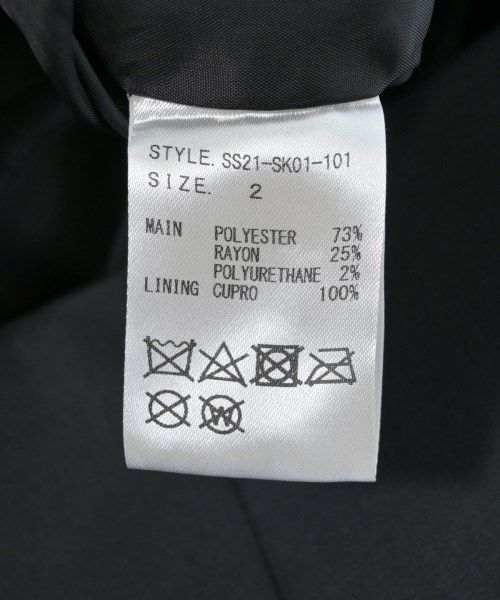 STYLE. SS21-SK01-101
SIZE. 2
MAIN POLYESTER 73%
RAYON 25%
POLYURETHANE 2%
LINING CUPRO 100%
W